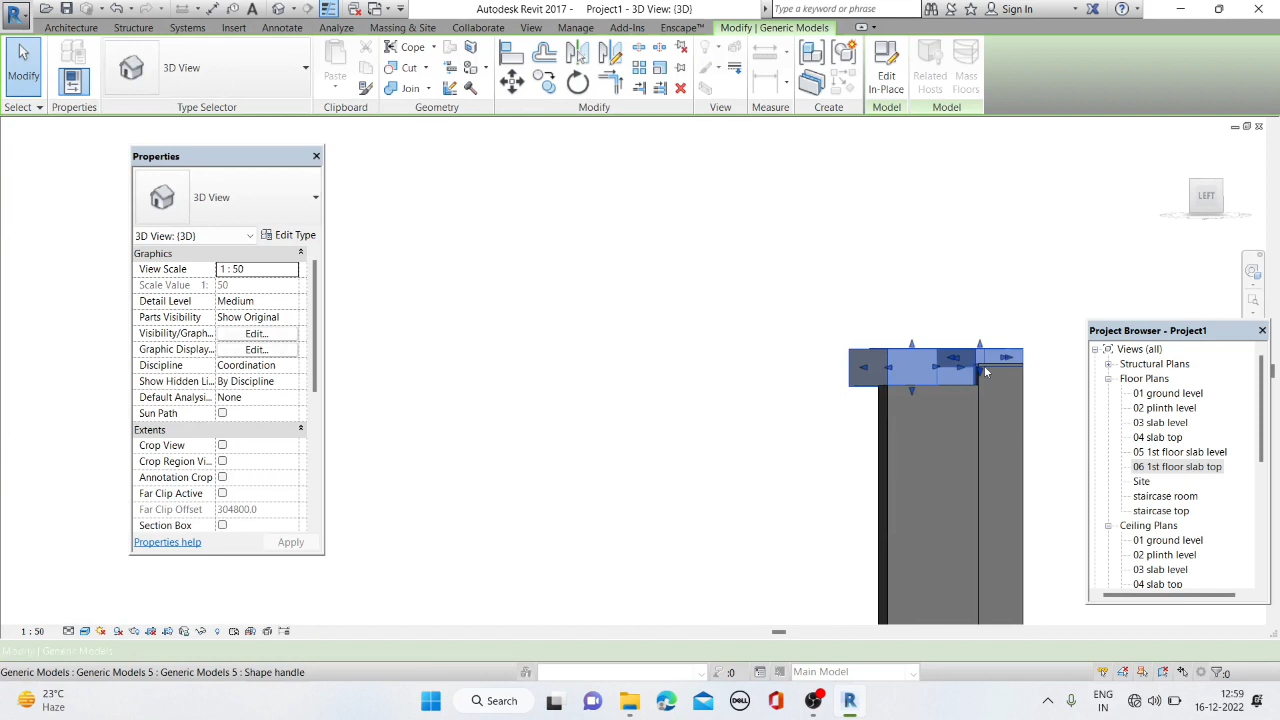 Autodesk Revit 2017 - Project1 - 3D View: {3D}
Type a keyword or phrase
Sign In
Architecture Structure Systems Insert Annotate Analyze Massing & Site Collaborate View Manage Add-Ins Enscape™ Modify | Generic Models
Modify
Select
Properties
3D View
Type Selector
Paste
Clipboard
Cope
Cut
Join
Geometry
Modify
View
Measure
Create
Edit In-Place
Model
Related Hosts
Mass Floors
Model
Properties
3D View
3D View: {3D}
Edit Type
Graphics
View Scale 1 : 50
Scale Value 1: 50
Detail Level Medium
Parts Visibility Show Original
Visibility/Graph... Edit...
Graphic Display... Edit...
Discipline Coordination
Show Hidden Li... By Discipline
Default Analysi... None
Sun Path
Extents
Crop View
Crop Region Vi...
Annotation Crop
Far Clip Active
Far Clip Offset 304800.0
Section Box
Properties help
Apply
LEFT
Project Browser - Project1
Views (all)
Structural Plans
Floor Plans
01 ground level
02 plinth level
03 slab level
04 slab top
05 1st floor slab level
06 1st floor slab top
Site
staircase room
staircase top
Ceiling Plans
01 ground level
02 plinth level
03 slab level
04 slab top
1 : 50
Modify | Generic Models
Generic Models : Generic Models 5 : Generic Models 5 : Shape handle
:0
Main Model
:0
23°C
Haze
Search
DELL
ENG
IN
12:59
16-12-2022